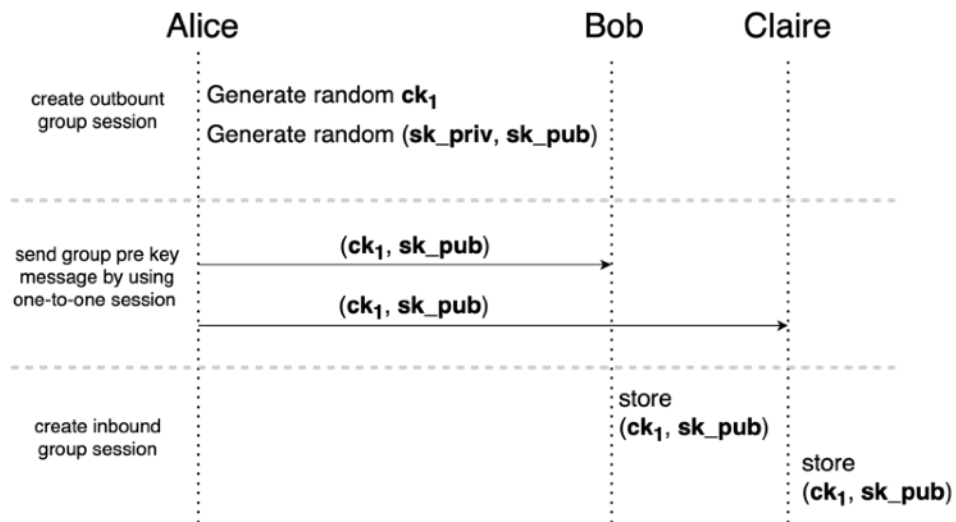 Alice Bob Claire
create outbount
group session
Generate random ck₁
Generate random (sk_priv, sk_pub)
send group pre key
message by using
one-to-one session
(ck₁, sk_pub)
(ck₁, sk_pub)
create inbound
group session
store
(ck₁, sk_pub)
store
(ck₁, sk_pub)